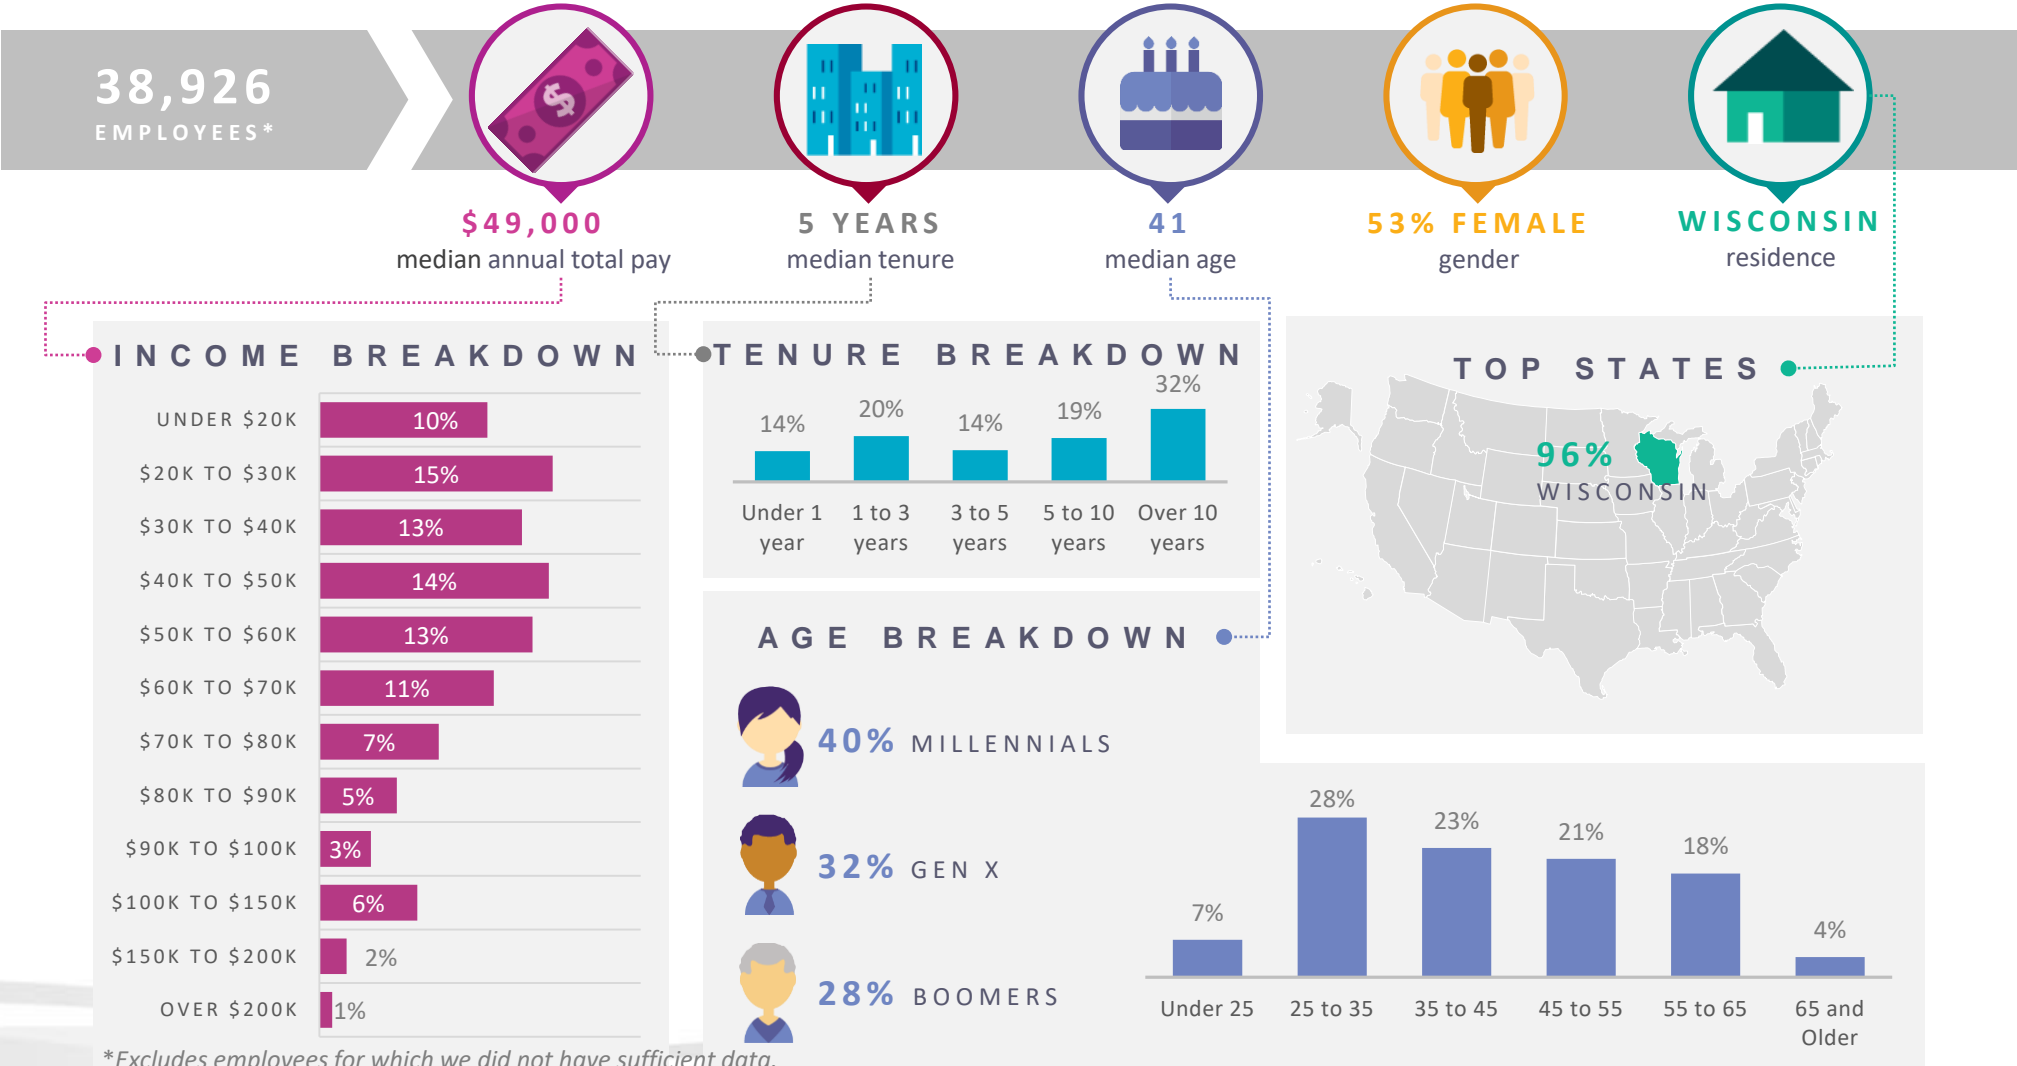 38,926
EMPLOYEES*
$49,000
median annual total pay
5 YEARS
median tenure
41
median age
53% FEMALE
gender
WISCONSIN
residence
INCOME BREAKDOWN
UNDER $20K 10%
$20K TO $30K 15%
$30K TO $40K 13%
$40K TO $50K 14%
$50K TO $60K 13%
$60K TO $70K 11%
$70K TO $80K 7%
$80K TO $90K 5%
$90K TO $100K 3%
$100K TO $150K 6%
$150K TO $200K 2%
OVER $200K 1%
*Excludes employees for which we did not have sufficient data.
TENURE BREAKDOWN
14% 20% 14% 19% 32%
Under 1 1 to 3 3 to 5 5 to 10 Over 10
year years years years years
AGE BREAKDOWN
40% MILLENNIALS
32% GEN X
28% BOOMERS
7% 28% 23% 21% 18% 4%
Under 25 25 to 35 35 to 45 45 to 55 55 to 65 65 and
Older
TOP STATES
96%
WISCONSIN
$